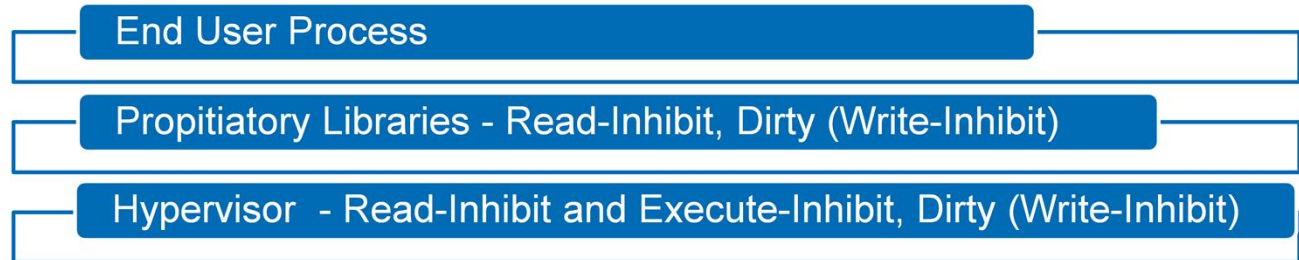 End User Process
Propitiatory Libraries - Read-Inhibit, Dirty (Write-Inhibit)
Hypervisor - Read-Inhibit and Execute-Inhibit, Dirty (Write-Inhibit)